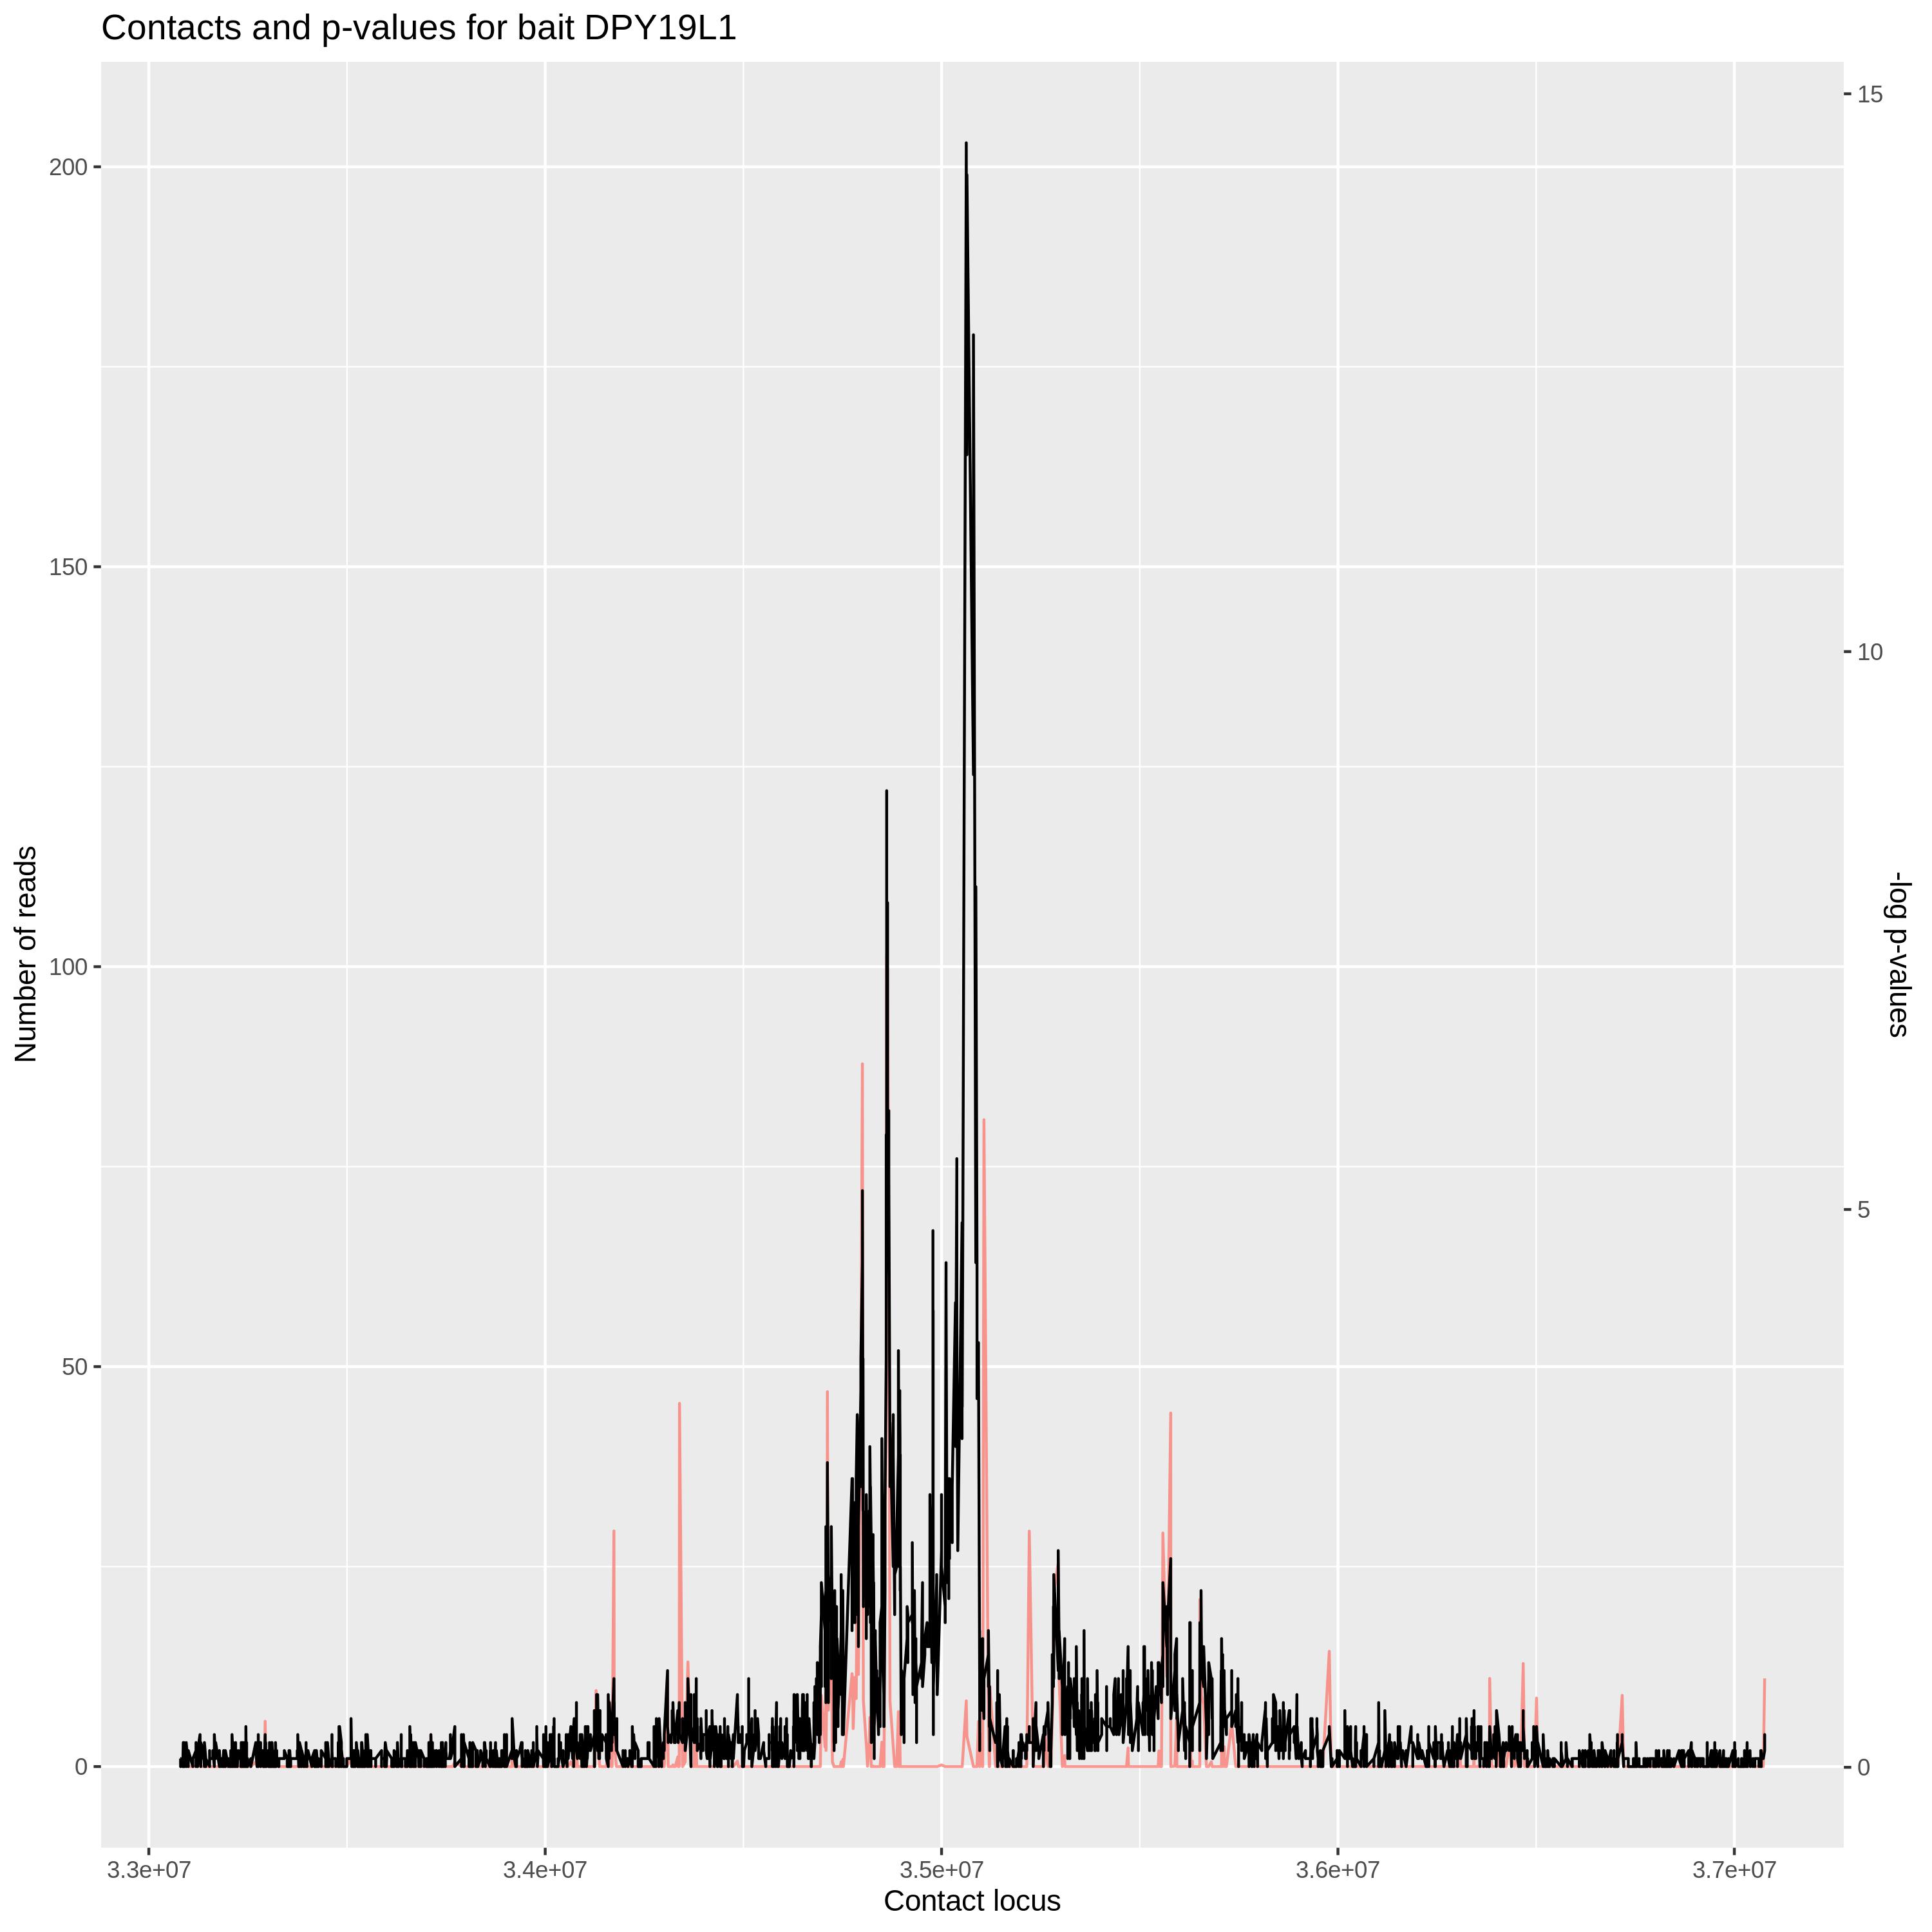 Contacts and p-values for bait DPY19L1
200
150
100
50
0
15
10
5
0
Number of reads
-log p-values
3.3e+07
3.4e+07
3.5e+07
3.6e+07
3.7e+07
Contact locus